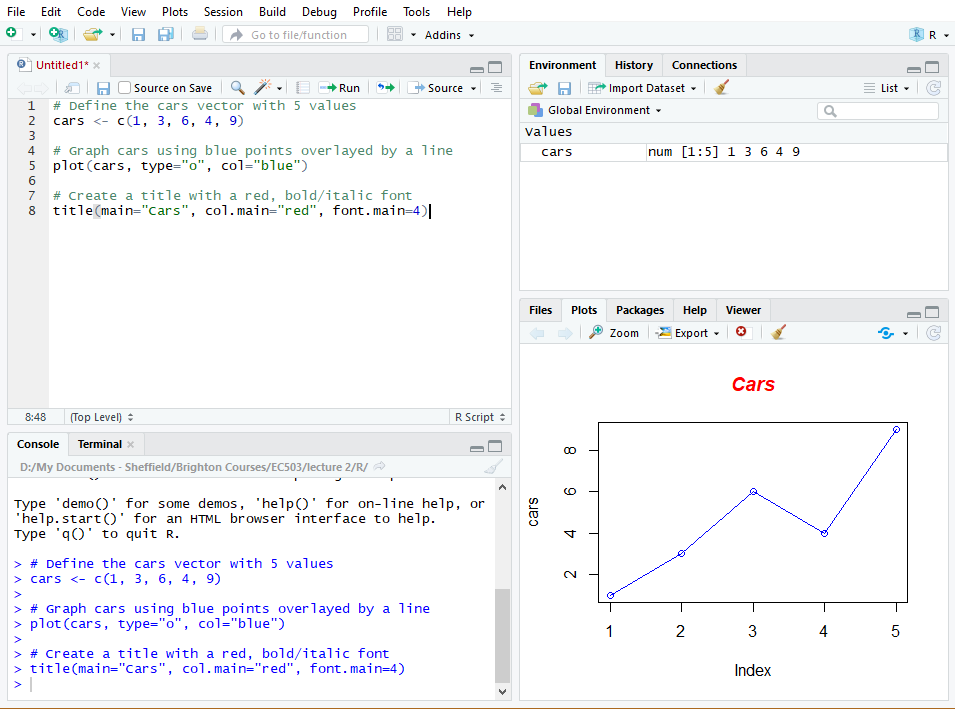 File Edit Code View Plots Session Build Debug Profile Tools Help
Go to file/function Addins R
Untitled1*
Source on Save Run Source
1 # Define the cars vector with 5 values
2 cars <- c(1, 3, 6, 4, 9)
3
4 # Graph cars using blue points overlayed by a line
5 plot(cars, type="o", col="blue")
6
7 # Create a title with a red, bold/italic font
8 title(main="Cars", col.main="red", font.main=4)
8:48 (Top Level) R Script
Console Terminal
D:/My Documents - Sheffield/Brighton Courses/EC503/lecture 2/R/
Type 'demo()' for some demos, 'help()' for on-line help, or
'help.start()' for an HTML browser interface to help.
Type 'q()' to quit R.
> # Define the cars vector with 5 values
> cars <- c(1, 3, 6, 4, 9)
>
> # Graph cars using blue points overlayed by a line
> plot(cars, type="o", col="blue")
>
> # Create a title with a red, bold/italic font
> title(main="Cars", col.main="red", font.main=4)
>
Environment History Connections
Import Dataset List
Global Environment
Values
cars num [1:5] 1 3 6 4 9
Files Plots Packages Help Viewer
Zoom Export
Cars
cars
8
6
4
2
1 2 3 4 5
Index